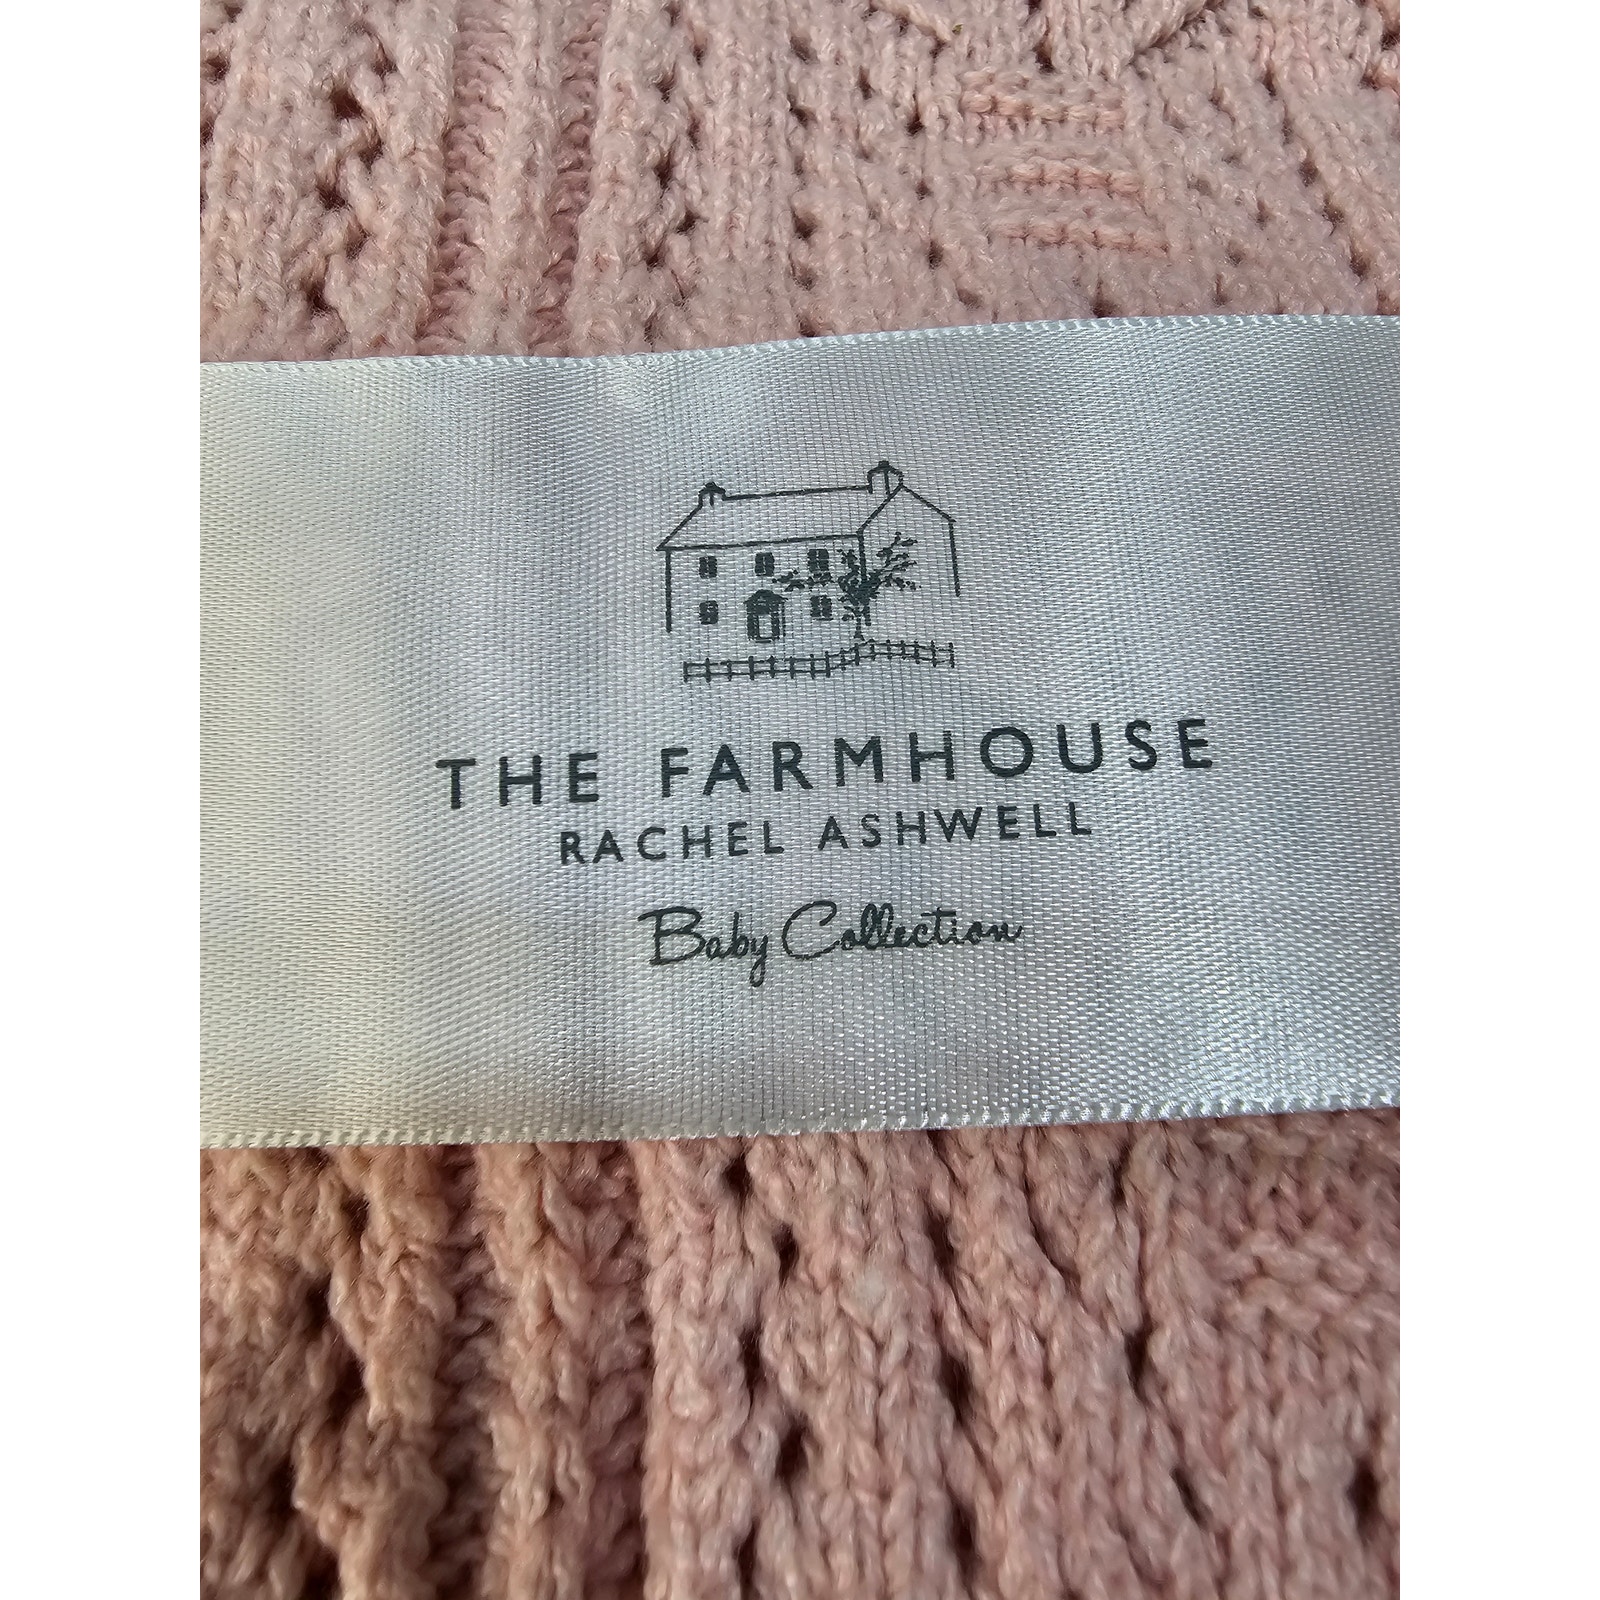 THE FARMHOUSE
RACHEL ASHWELL
Baby Collection